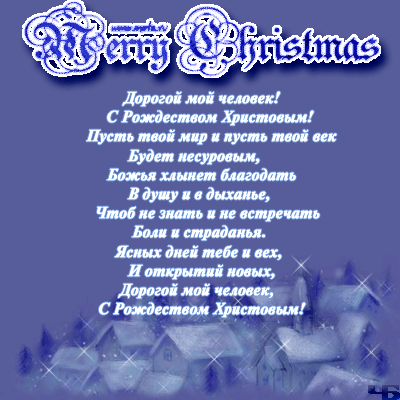 Merry Christmas
Дорогой мой человек!
С Рождеством Христовым!
Пусть твой мир и пусть твой век
Будет несуровым,
Божья хлынет благодать
В душу и в дыханье,
Чтоб не знать и не встречать
Боли и страданья.
Ясных дней тебе и вех,
И открытий новых,
Дорогой мой человек,
С Рождеством Христовым!